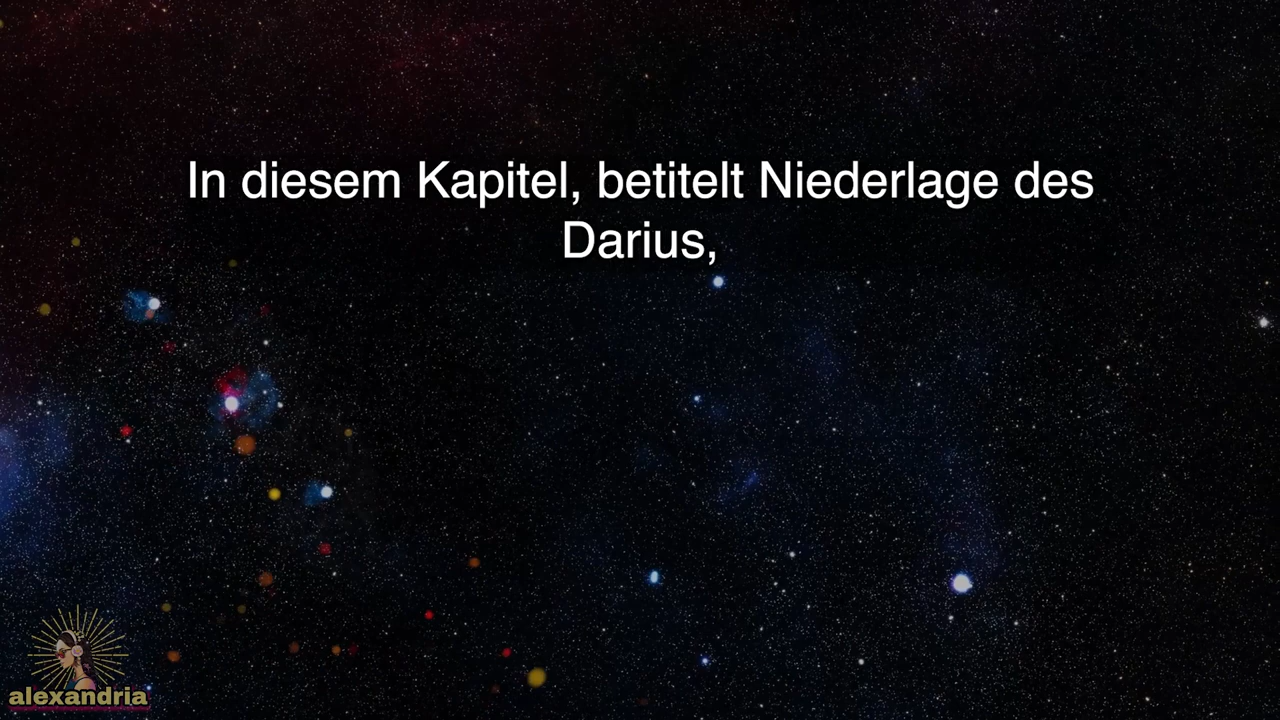 In diesem Kapitel, betitelt Niederlage des
Darius,
alexandria